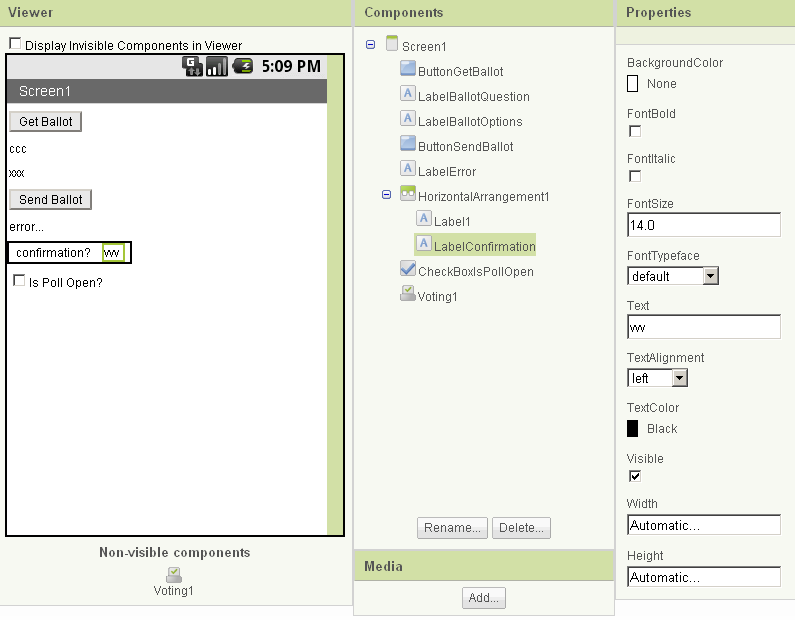 Viewer
Display Invisible Components in Viewer
5:09 PM
Screen1
Get Ballot
ccc
xxx
Send Ballot
error...
confirmation? vvv
Is Poll Open?
Non-visible components
Voting1
Components
Screen1
ButtonGetBallot
A LabelBallotQuestion
A LabelBallotOptions
ButtonSendBallot
A LabelError
HorizontalArrangement1
A Label1
A LabelConfirmation
CheckBoxIsPollOpen
Voting1
Rename... Delete...
Media
Add...
Properties
BackgroundColor
None
FontBold
FontItalic
FontSize
14.0
FontTypeface
default
Text
vvv
TextAlignment
left
TextColor
Black
Visible
Width
Automatic...
Height
Automatic...